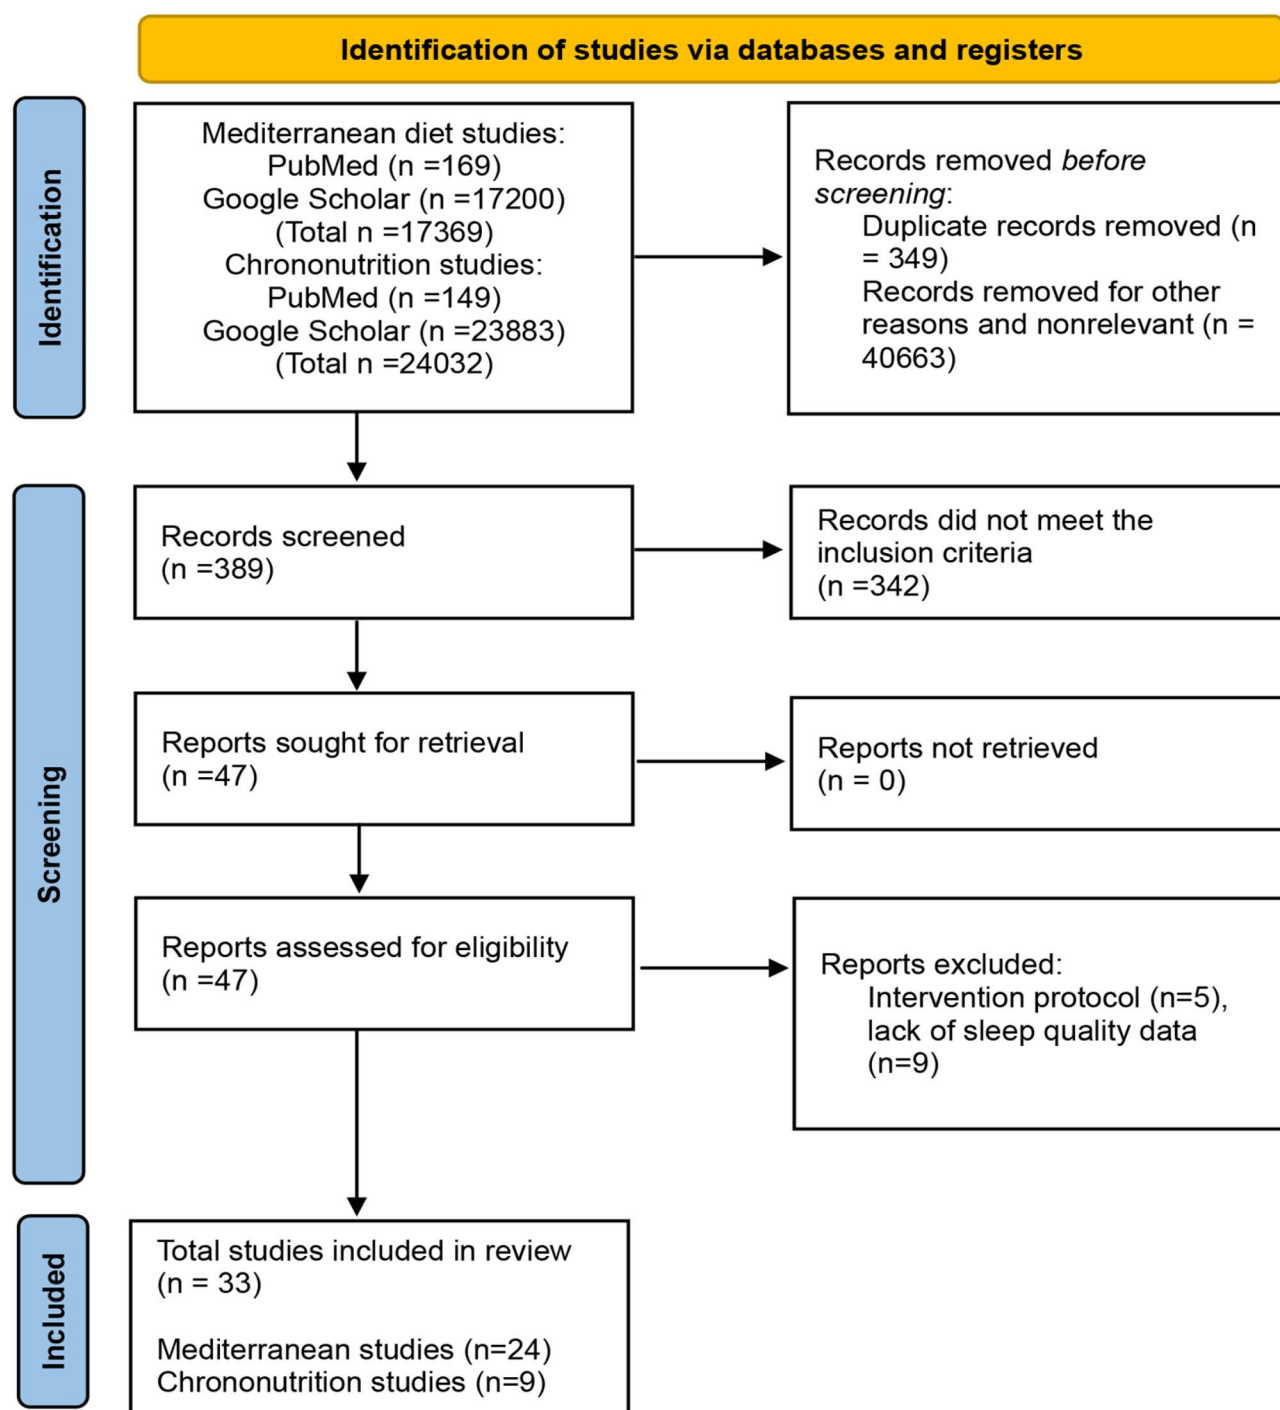 Identification of studies via databases and registers
Identification
Mediterranean diet studies:
PubMed (n =169)
Google Scholar (n =17200)
(Total n =17369)
Chrononutrition studies:
PubMed (n =149)
Google Scholar (n =23883)
(Total n =24032)
Records removed before
screening:
Duplicate records removed (n
= 349)
Records removed for other
reasons and nonrelevant (n =
40663)
Screening
Records screened
(n =389)
Records did not meet the
inclusion criteria
(n =342)
Reports sought for retrieval
(n =47)
Reports not retrieved
(n = 0)
Reports assessed for eligibility
(n =47)
Reports excluded:
Intervention protocol (n=5),
lack of sleep quality data
(n=9)
Included
Total studies included in review
(n = 33)
Mediterranean studies (n=24)
Chrononutrition studies (n=9)